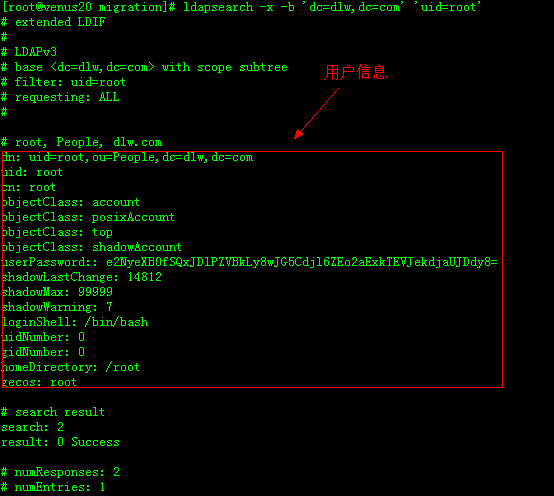 [root@venus20 migration]# ldapsearch -x -b 'dc=dlw,dc=com' 'uid=root'
# extended LDIF
#
# LDAPv3
# base <dc=dlw,dc=com> with scope subtree
# filter: uid=root
# requesting: ALL
#
用户信息
# root, People, dlw.com
dn: uid=root,ou=People,dc=dlw,dc=com
uid: root
cn: root
objectClass: account
objectClass: posixAccount
objectClass: top
objectClass: shadowAccount
userPassword:: e2NyeXB0fSQxJDlPZVBkLy8wJG5Cdjl6ZEo2aExkTEVJekdjaUJDdy8=
shadowLastChange: 14812
shadowMax: 99999
shadowWarning: 7
loginShell: /bin/bash
uidNumber: 0
gidNumber: 0
homeDirectory: /root
gecos: root
# search result
search: 2
result: 0 Success
# numResponses: 2
# numEntries: 1